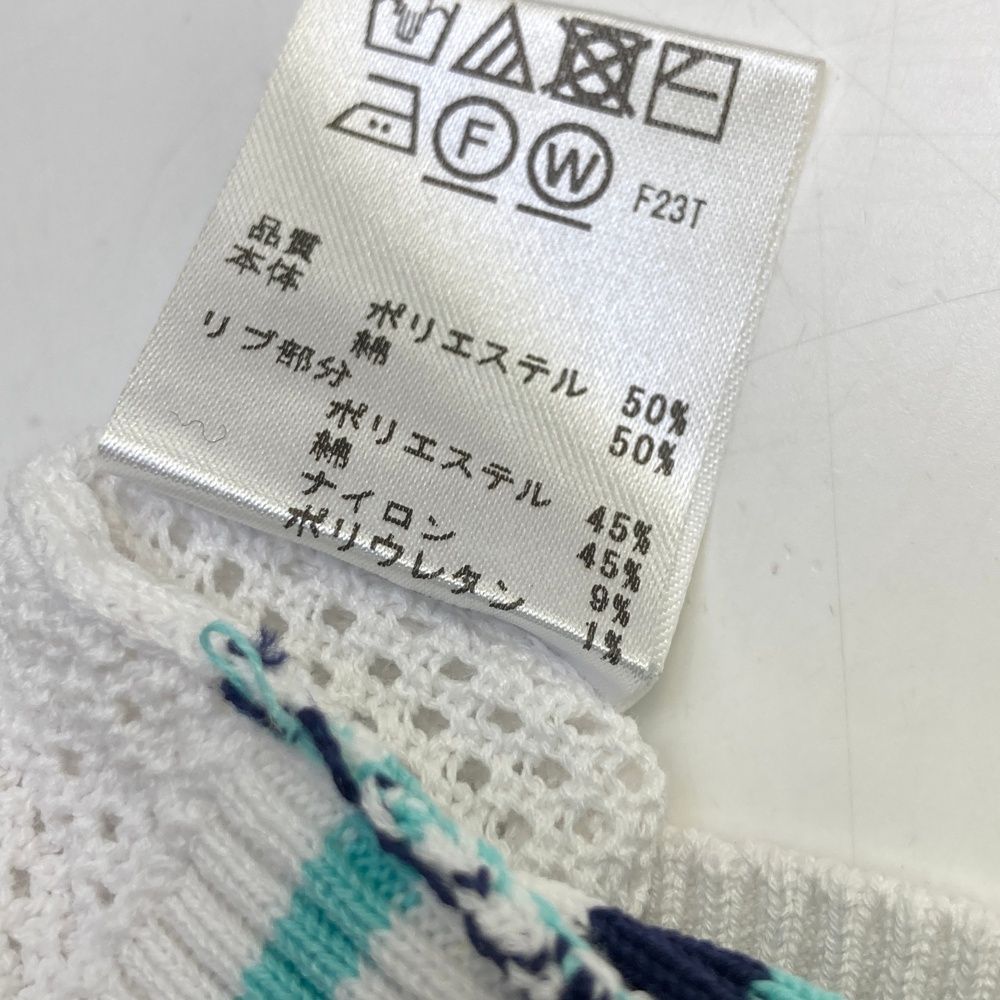 F W F23T
品質
本体
ポリエステル 50%
綿 50%
リブ部分
ポリエステル 45%
綿 45%
ナイロン 9%
ポリウレタン 1%